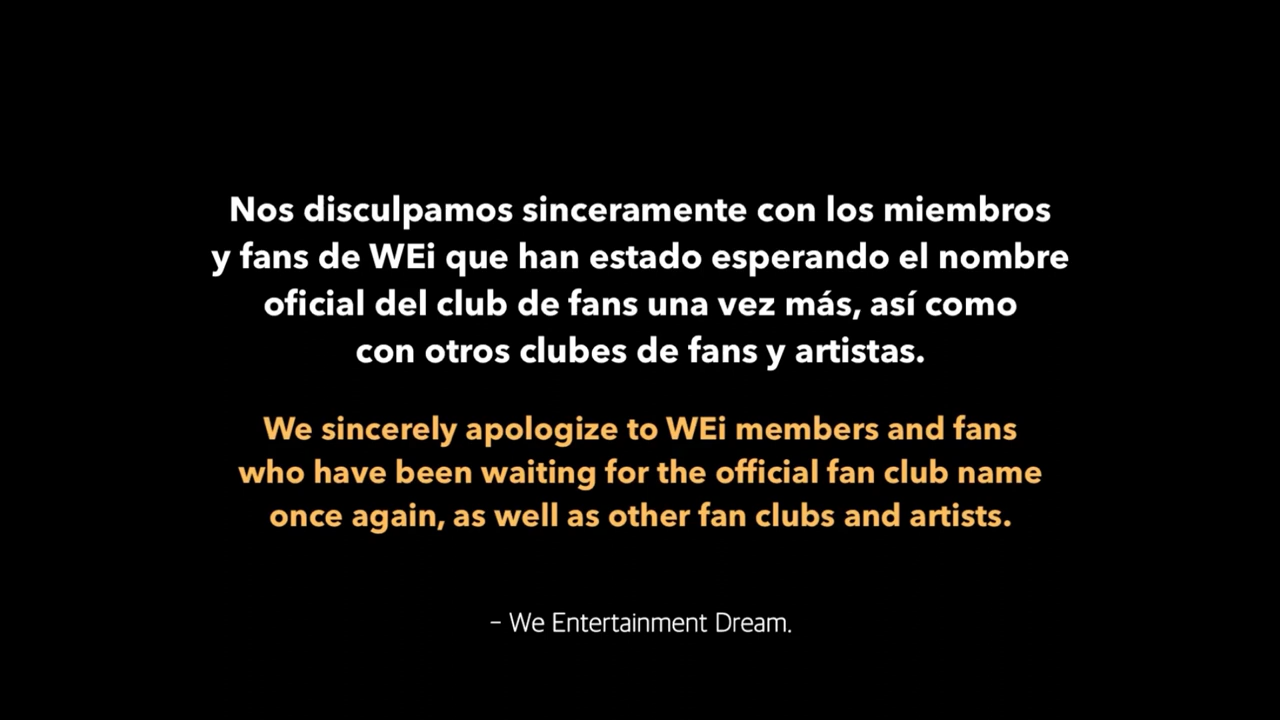 Nos disculpamos sinceramente con los miembros
y fans de WEi que han estado esperando el nombre
oficial del club de fans una vez más, así como
con otros clubes de fans y artistas.
We sincerely apologize to WEi members and fans
who have been waiting for the official fan club name
once again, as well as other fan clubs and artists.
– We Entertainment Dream.